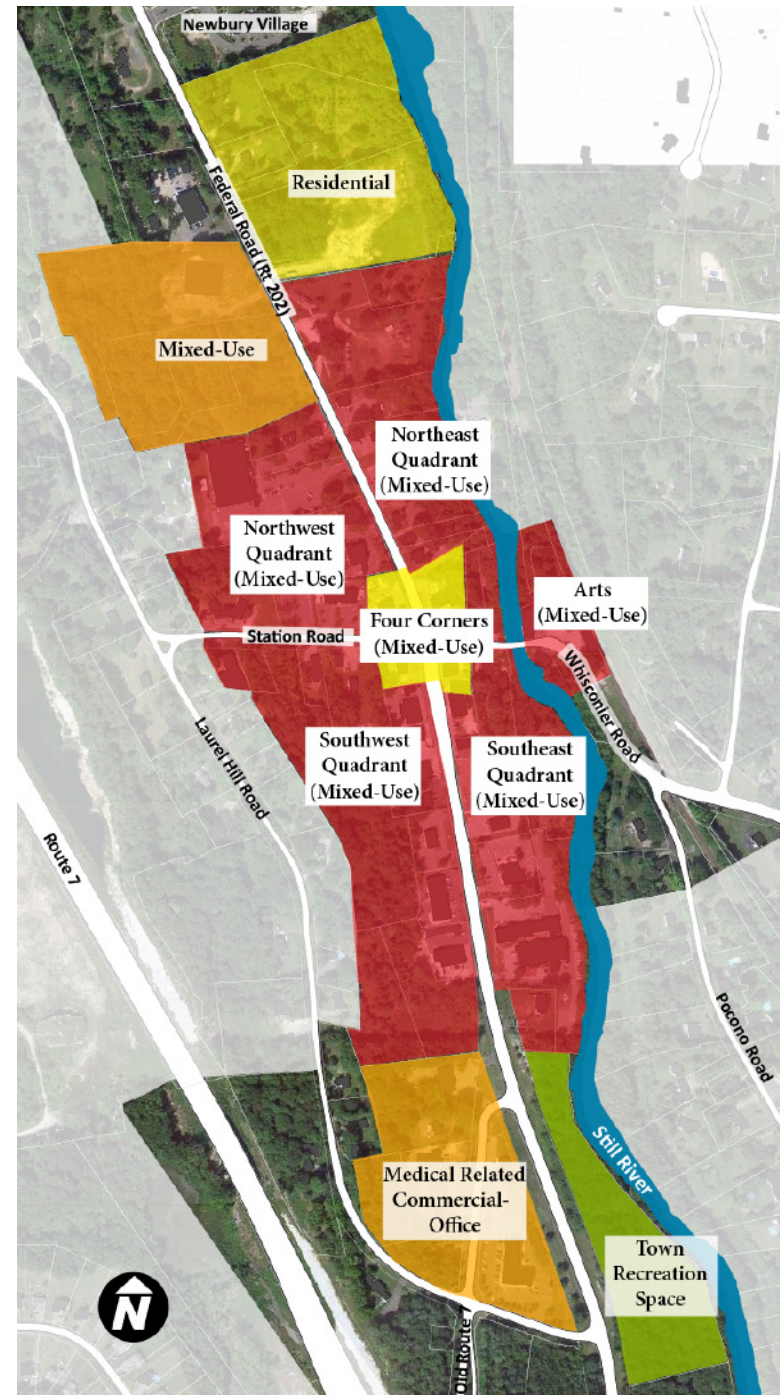 Newbury Village
Residential
Federal Road (Rt 202)
Mixed-Use
Northeast
Quadrant
(Mixed-Use)
Northwest
Quadrant
(Mixed-Use)
Arts
(Mixed-Use)
Four Corners
(Mixed-Use)
Station Road
Whisconier Road
Laurel Hill Road
Southwest
Quadrant
(Mixed-Use)
Southeast
Quadrant
(Mixed-Use)
Route 7
Pocono Road
Still River
Medical Related
Commercial-
Office
Town
Recreation
Space
N
Old Route 7